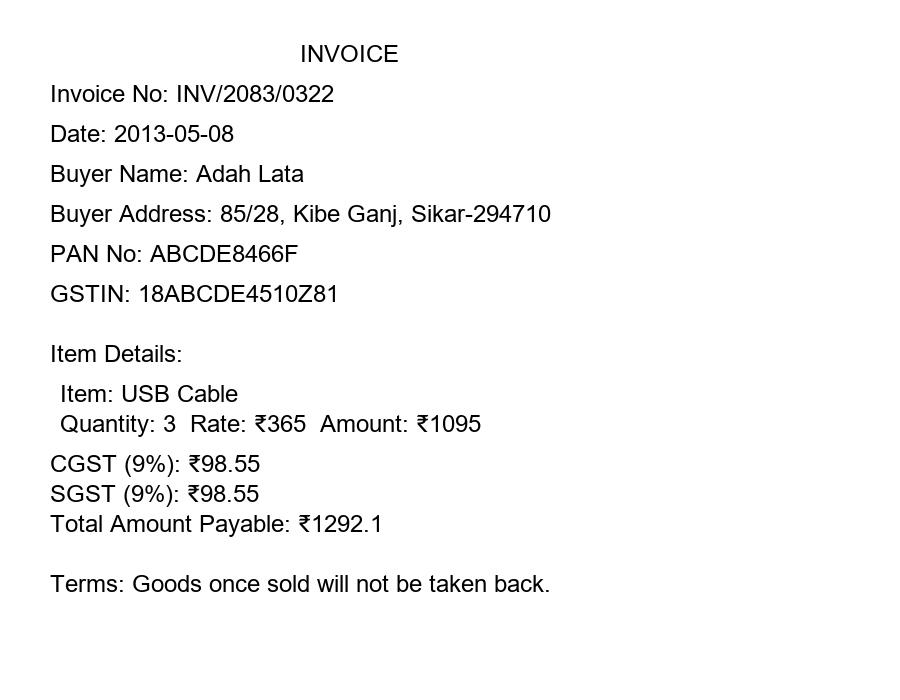 INVOICE
Invoice No: INV/2083/0322
Date: 2013-05-08
Buyer Name: Adah Lata
Buyer Address: 85/28, Kibe Ganj, Sikar-294710
PAN No: ABCDE8466F
GSTIN: 18ABCDE4510Z81
Item Details:
Item: USB Cable
Quantity: 3  Rate: ₹365  Amount: ₹1095
CGST (9%): ₹98.55
SGST (9%): ₹98.55
Total Amount Payable: ₹1292.1
Terms: Goods once sold will not be taken back.